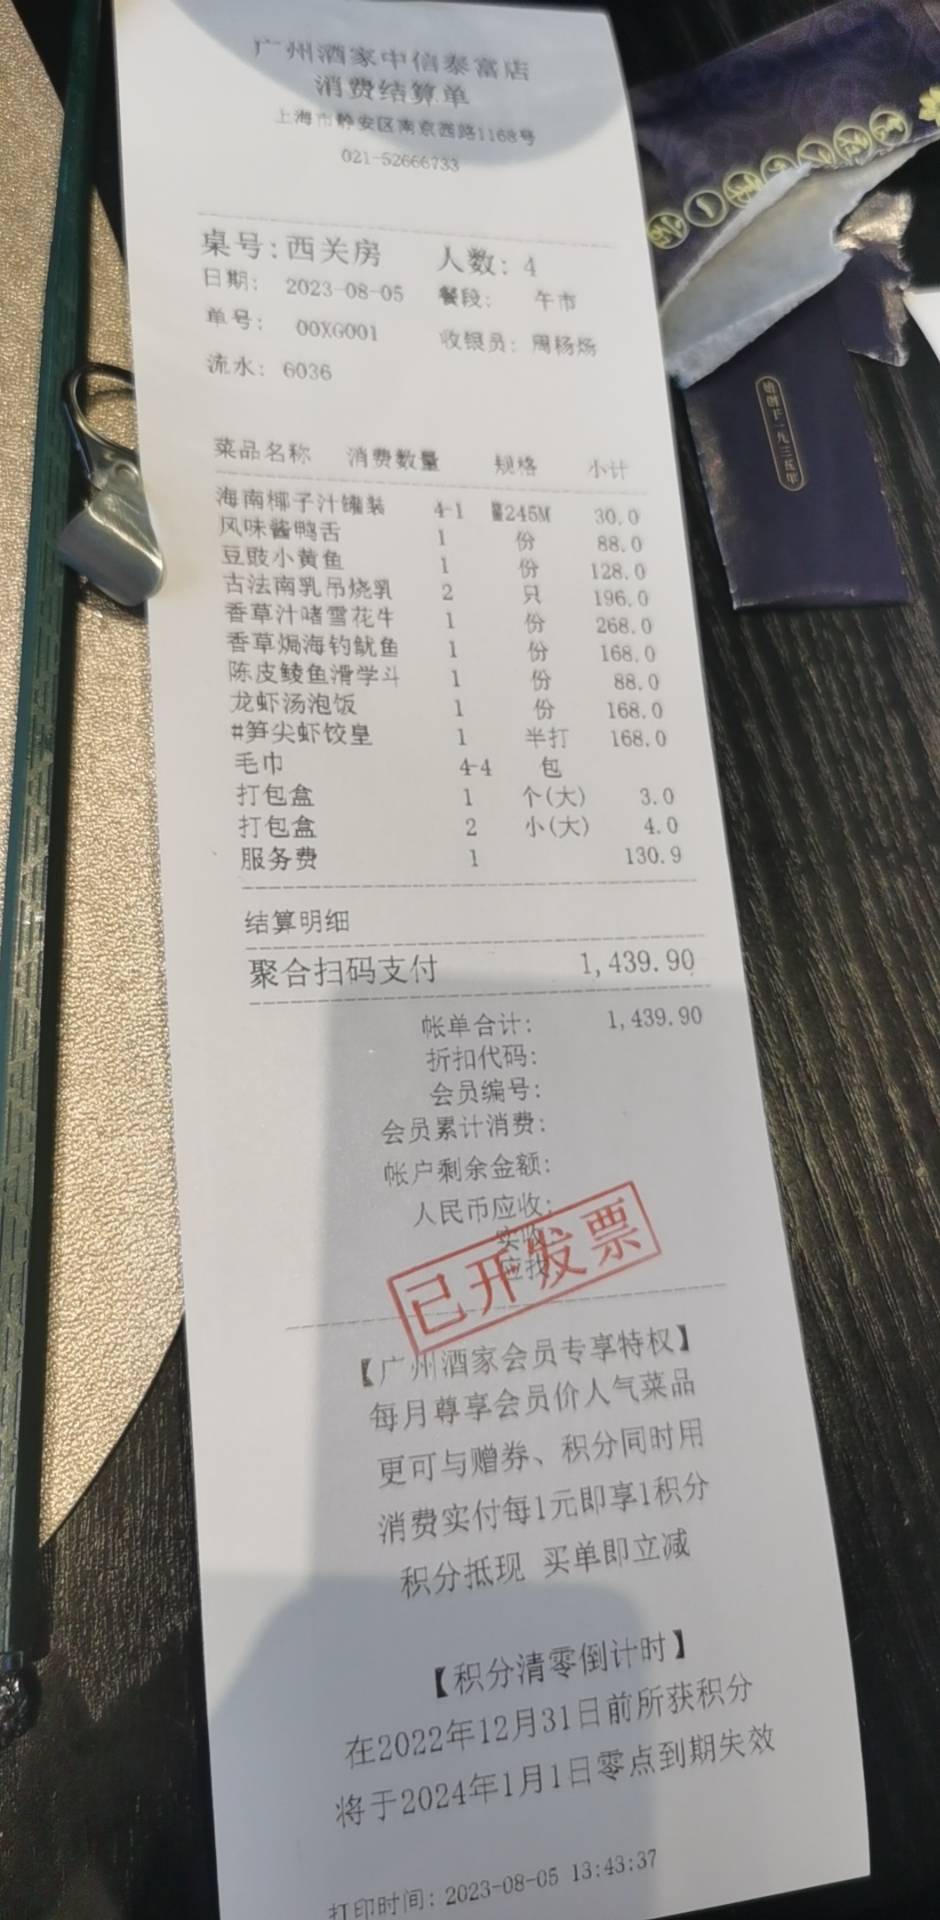 广州酒家中信泰富店
消费结算单
上海市静安区南京西路1168号
021-52666733
桌号:西关房 人数: 4
日期: 2023-08-05 餐段: 午市
单号: 00XG001 收银员: 周杨炀
流水: 6036
菜品名称 消费数量 规格 小计
海南椰子汁罐装 4-1 245M 30.0
风味酱鸭舌 1 份 88.0
豆豉小黄鱼 1 份 128.0
古法南乳吊烧乳 2 只 196.0
香草汁啫雪花牛 1 份 268.0
香草焗海钓鱿鱼 1 份 168.0
陈皮鲮鱼滑学斗 1 份 88.0
龙虾汤泡饭 1 份 168.0
#笋尖虾饺皇 1 半打 168.0
毛巾 4-4 包
打包盒 1 个(大) 3.0
打包盒 2 小(大) 4.0
服务费 1 130.9
结算明细
聚合扫码支付 1,439.90
帐单合计: 1,439.90
折扣代码:
会员编号:
会员累计消费:
帐户剩余金额:
人民币应收:
实收:
应找:
已开发票
【广州酒家会员专享特权】
每月尊享会员价人气菜品
更可与赠券、积分同时用
消费实付每1元即享1积分
积分抵现 买单即立减
【积分清零倒计时】
在2022年12月31日前所获积分
将于2024年1月1日零点到期失效
打印时间: 2023-08-05 13:43:37
始创于一九三五年